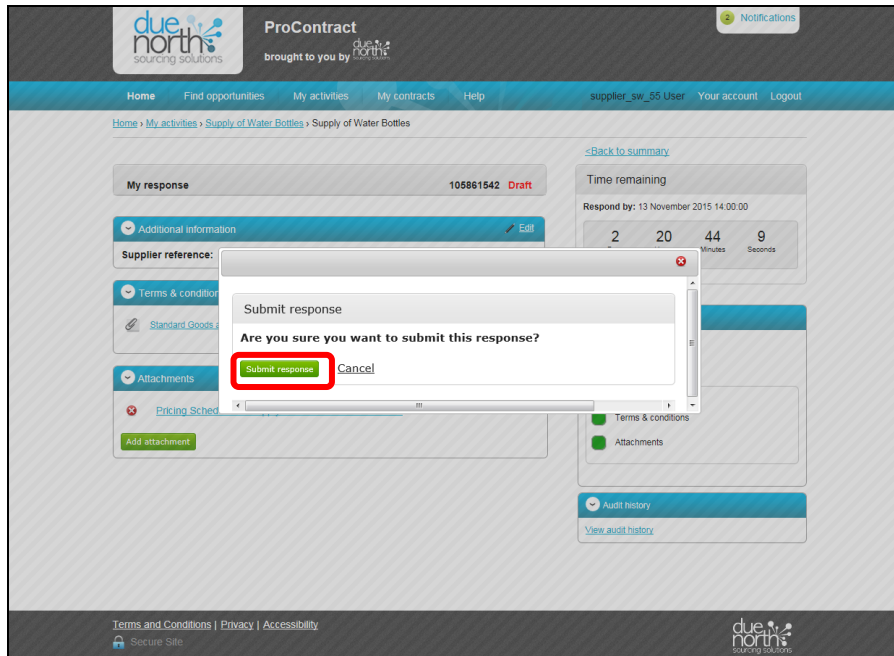 due
north
sourcing solutions
ProContract
brought to you by due north
sourcing solutions
2 Notifications
Home Find opportunities My activities My contracts Help supplier_sw_55 User Your account Logout
Home › My activities › Supply of Water Bottles › Supply of Water Bottles
<Back to summary
My response 105861542 Draft
Time remaining
Respond by: 13 November 2015 14:00:00
2 20 44 9
Minutes Seconds
Additional information Edit
Supplier reference:
Terms & condition
Standard Goods a
Submit response
Are you sure you want to submit this response?
Submit response Cancel
Attachments
Pricing Sched
Add attachment
Terms & conditions
Attachments
Audit history
View audit history
Terms and Conditions | Privacy | Accessibility
Secure Site
due
north
sourcing solutions